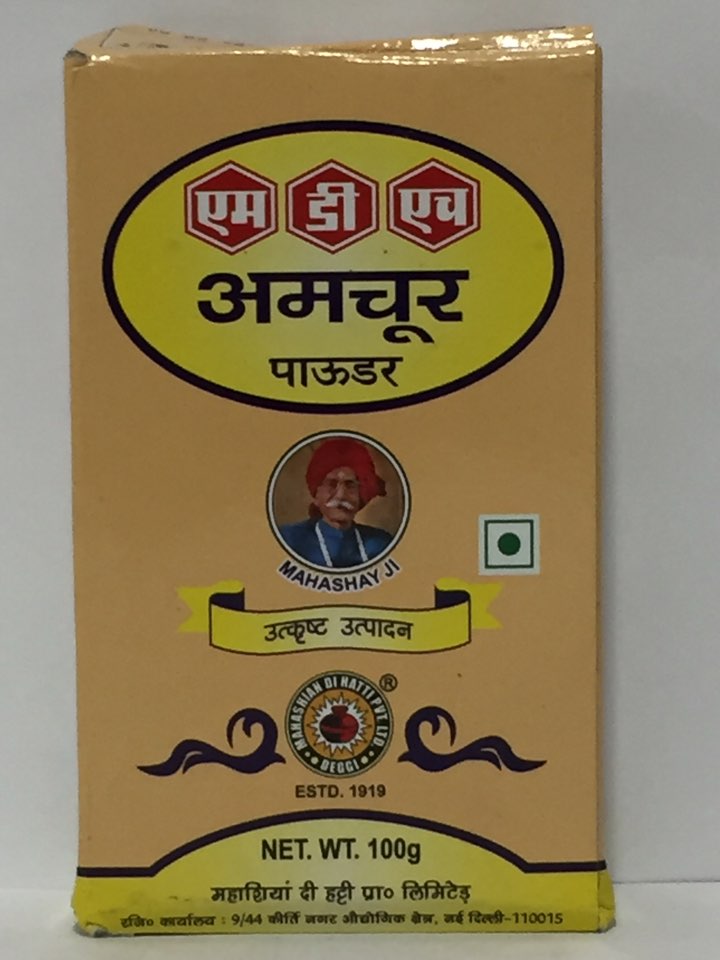 एम डी एच
अमचूर
पाऊडर
MAHASHAY JI
उत्कृष्ट उत्पादन
MAHASHIAN DI HATTI PVT. LTD.
DEGGI
®
ESTD. 1919
NET. WT. 100g
महाशियां दी हट्टी प्रा० लिमिटेड़
रजि० कार्यालय : 9/44 कीर्ति नगर औद्योगिक क्षेत्र, नई दिल्ली-110015